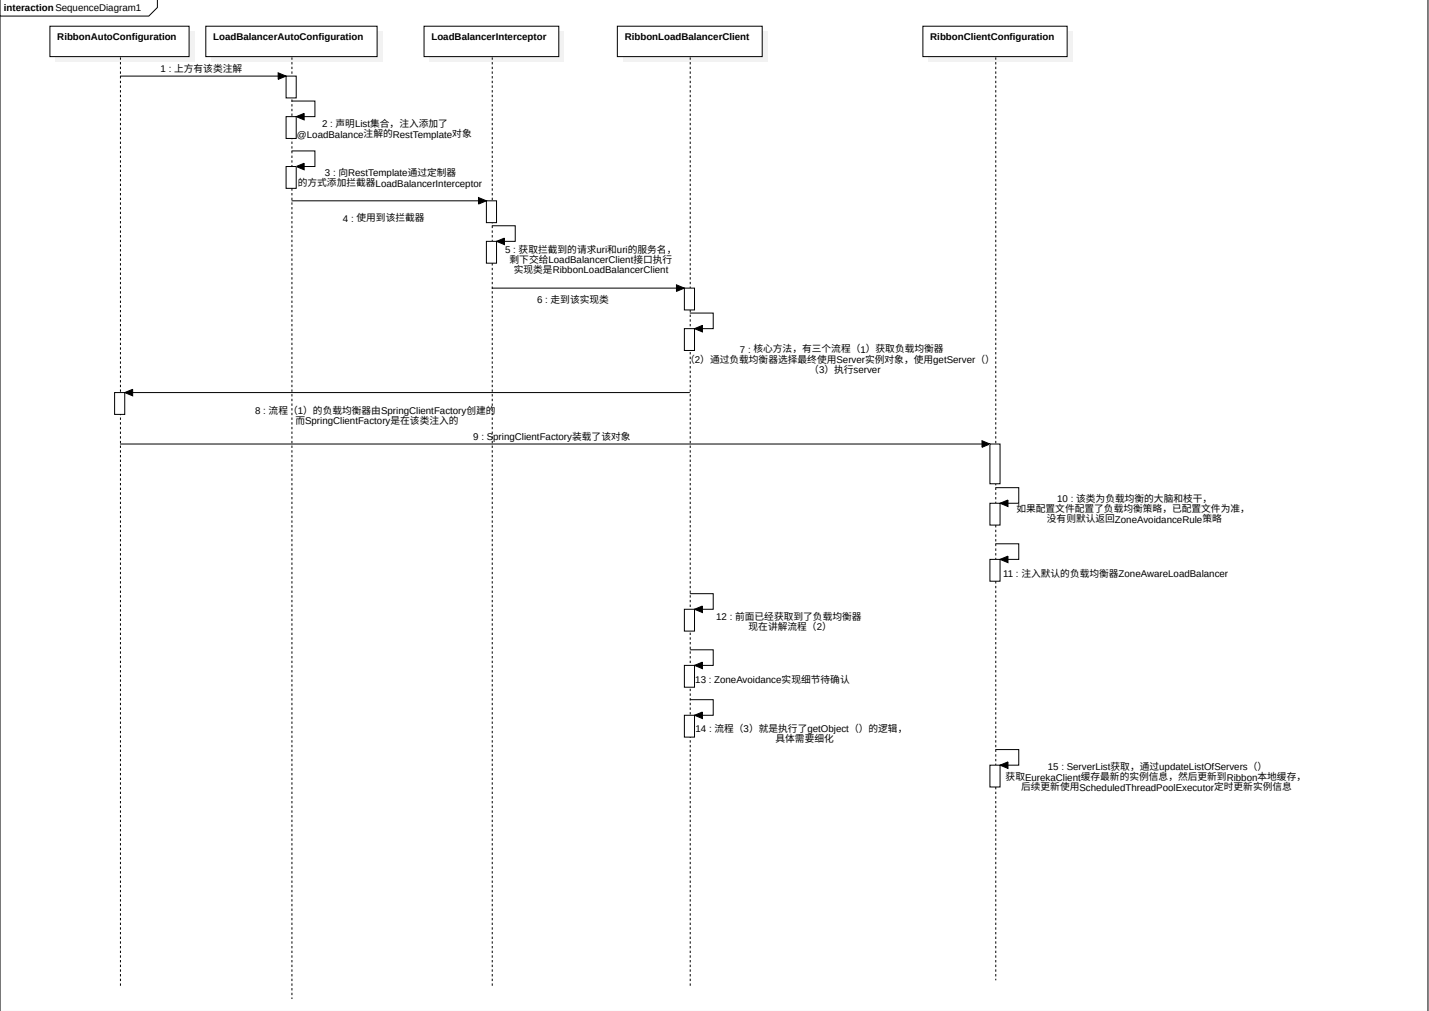 interaction SequenceDiagram1
RibbonAutoConfiguration
LoadBalancerAutoConfiguration
LoadBalancerInterceptor
RibbonLoadBalancerClient
RibbonClientConfiguration
1 : 上方有该类注解
2 : 声明List集合，注入添加了
@LoadBalance注解的RestTemplate对象
3 : 向RestTemplate通过定制器
的方式添加拦截器LoadBalancerInterceptor
4 : 使用到该拦截器
5 : 获取拦截到的请求uri和uri的服务名，
剩下交给LoadBalancerClient接口执行
实现类是RibbonLoadBalancerClient
6 : 走到该实现类
7 : 核心方法，有三个流程（1）获取负载均衡器
（2）通过负载均衡器选择最终使用Server实例对象，使用getServer（）
（3）执行server
8 : 流程（1）的负载均衡器由SpringClientFactory创建的
而SpringClientFactory是在该类注入的
9 : SpringClientFactory装载了该对象
10 : 该类为负载均衡的大脑和枝干，
如果配置文件配置了负载均衡策略，已配置文件为准，
没有则默认返回ZoneAvoidanceRule策略
11 : 注入默认的负载均衡器ZoneAwareLoadBalancer
12 : 前面已经获取到了负载均衡器
现在讲解流程（2）
13 : ZoneAvoidance实现细节待确认
14 : 流程（3）就是执行了getObject（）的逻辑，
具体需要细化
15 : ServerList获取，通过updateListOfServers（）
获取EurekaClient缓存最新的实例信息，然后更新到Ribbon本地缓存，
后续更新使用ScheduledThreadPoolExecutor定时更新实例信息